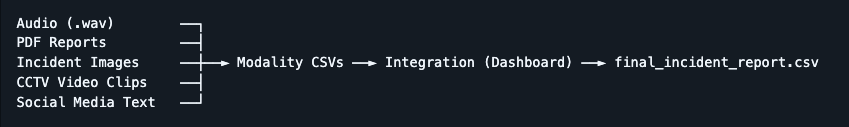 Audio (.wav)
PDF Reports
Incident Images → Modality CSVs → Integration (Dashboard) → final_incident_report.csv
CCTV Video Clips
Social Media Text